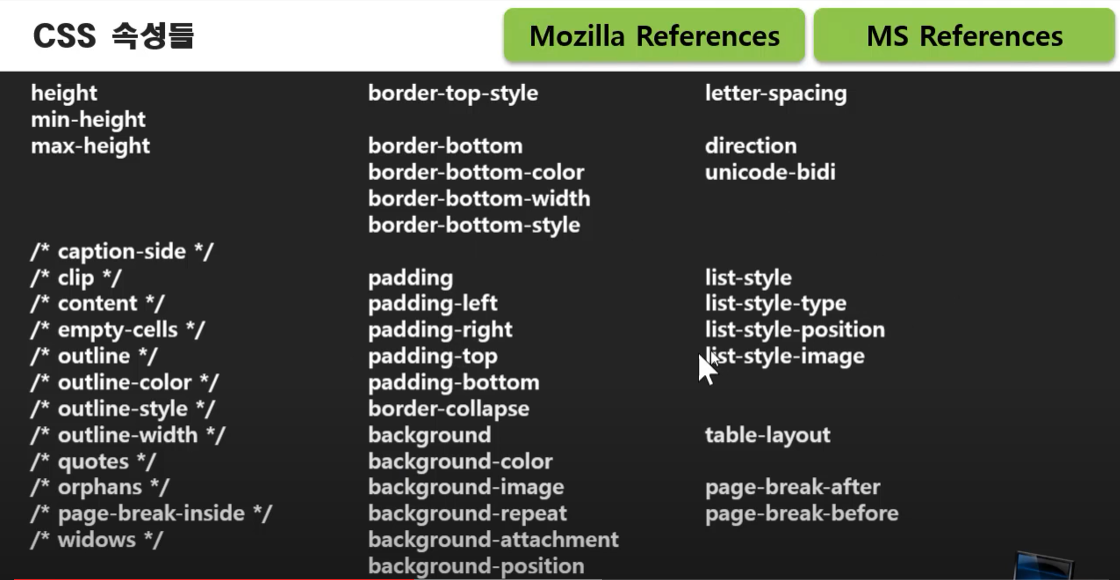 CSS 속성들
Mozilla References
MS References
height
min-height
max-height
/* caption-side */
/* clip */
/* content */
/* empty-cells */
/* outline */
/* outline-color */
/* outline-style */
/* outline-width */
/* quotes */
/* orphans */
/* page-break-inside */
/* widows */
border-top-style
border-bottom
border-bottom-color
border-bottom-width
border-bottom-style
padding
padding-left
padding-right
padding-top
padding-bottom
border-collapse
background
background-color
background-image
background-repeat
background-attachment
background-position
letter-spacing
direction
unicode-bidi
list-style
list-style-type
list-style-position
list-style-image
table-layout
page-break-after
page-break-before